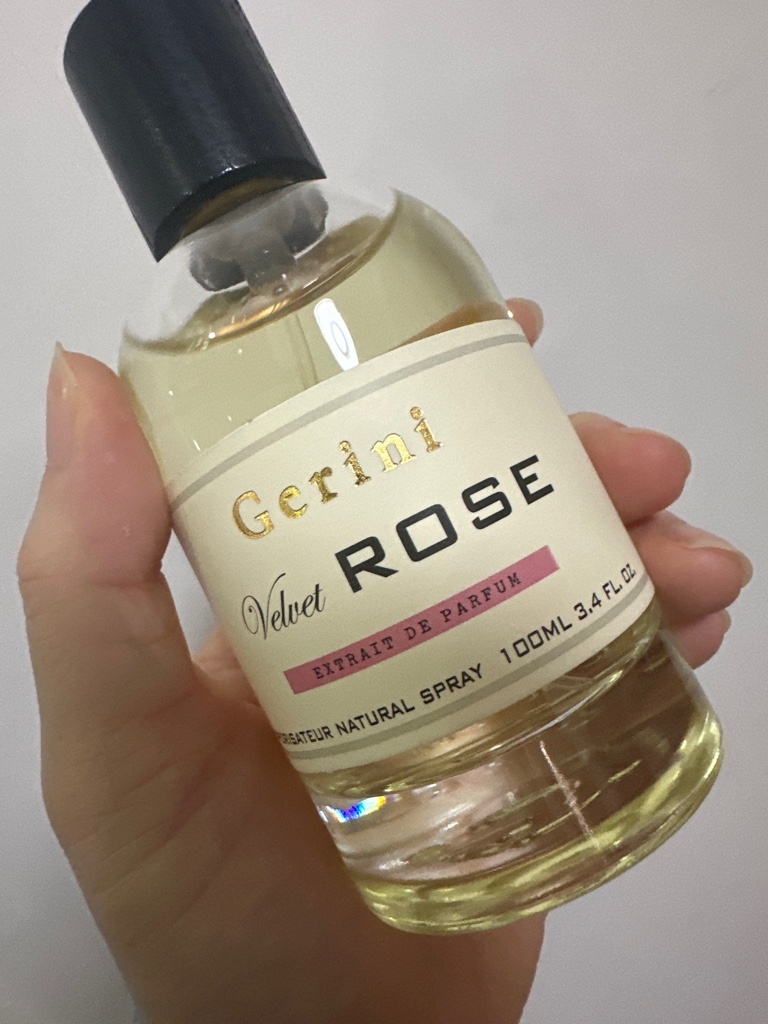 Gerini
Velvet ROSE
EXTRAIT DE PARFUM
NATURAL SPRAY 100ML 3.4 FL. OZ.